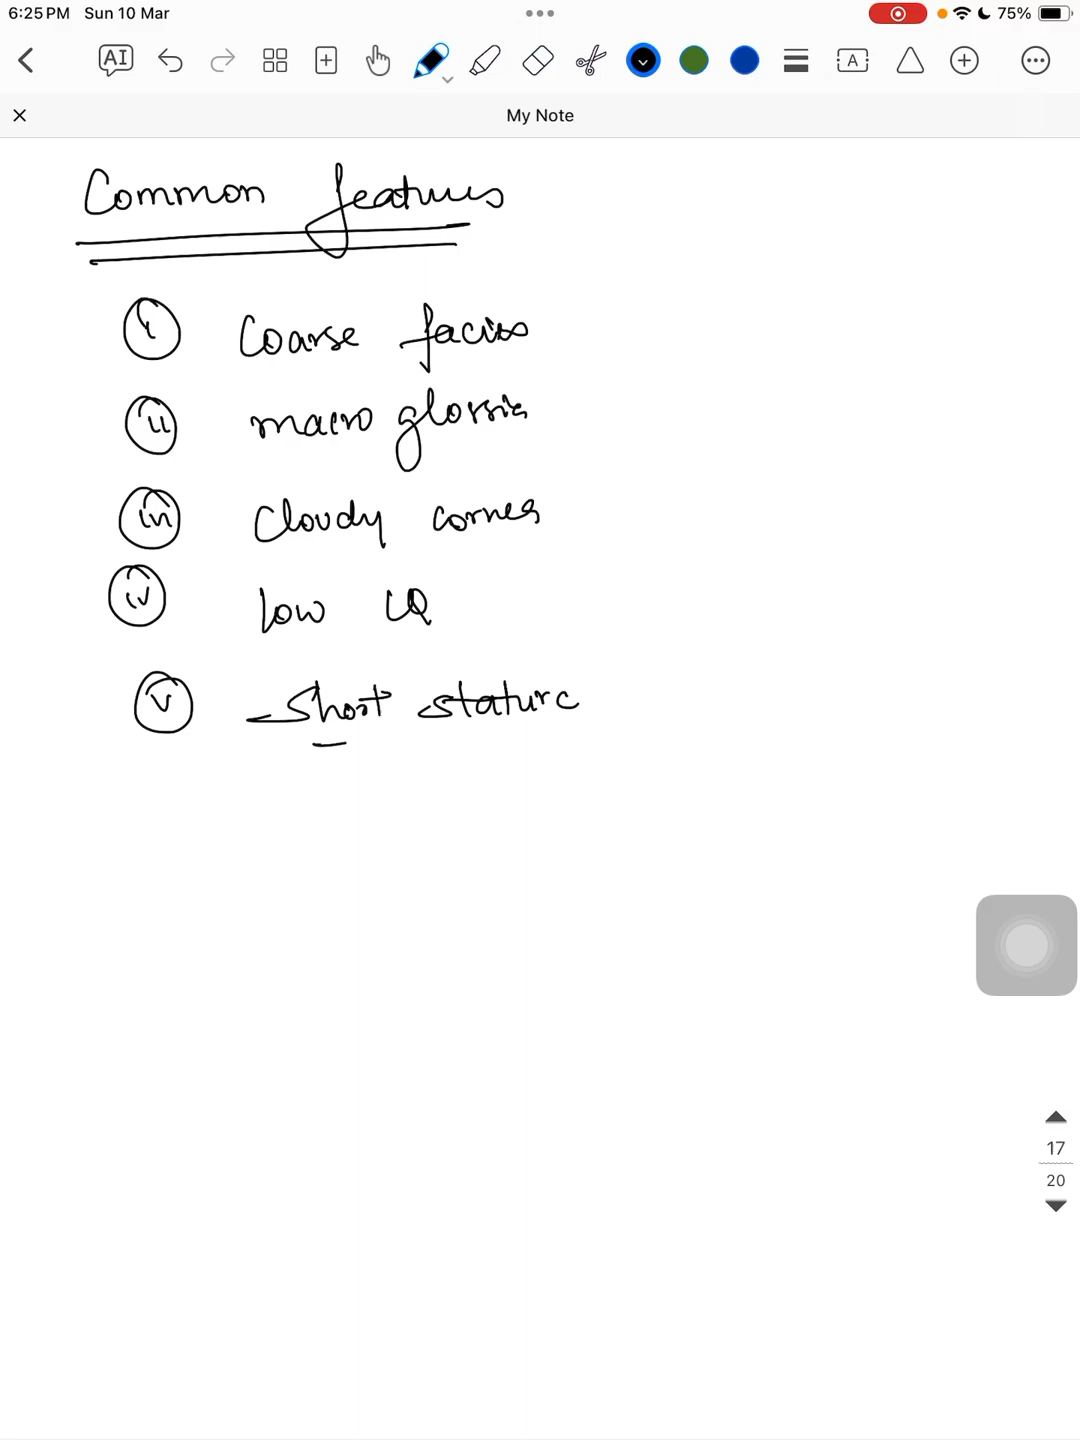 6:25 PM Sun 10 Mar 75%
AI A
My Note
Common features
i Coarse facies
ii macroglossia
iii cloudy cornea
iv low IQ
v Short stature
17
20